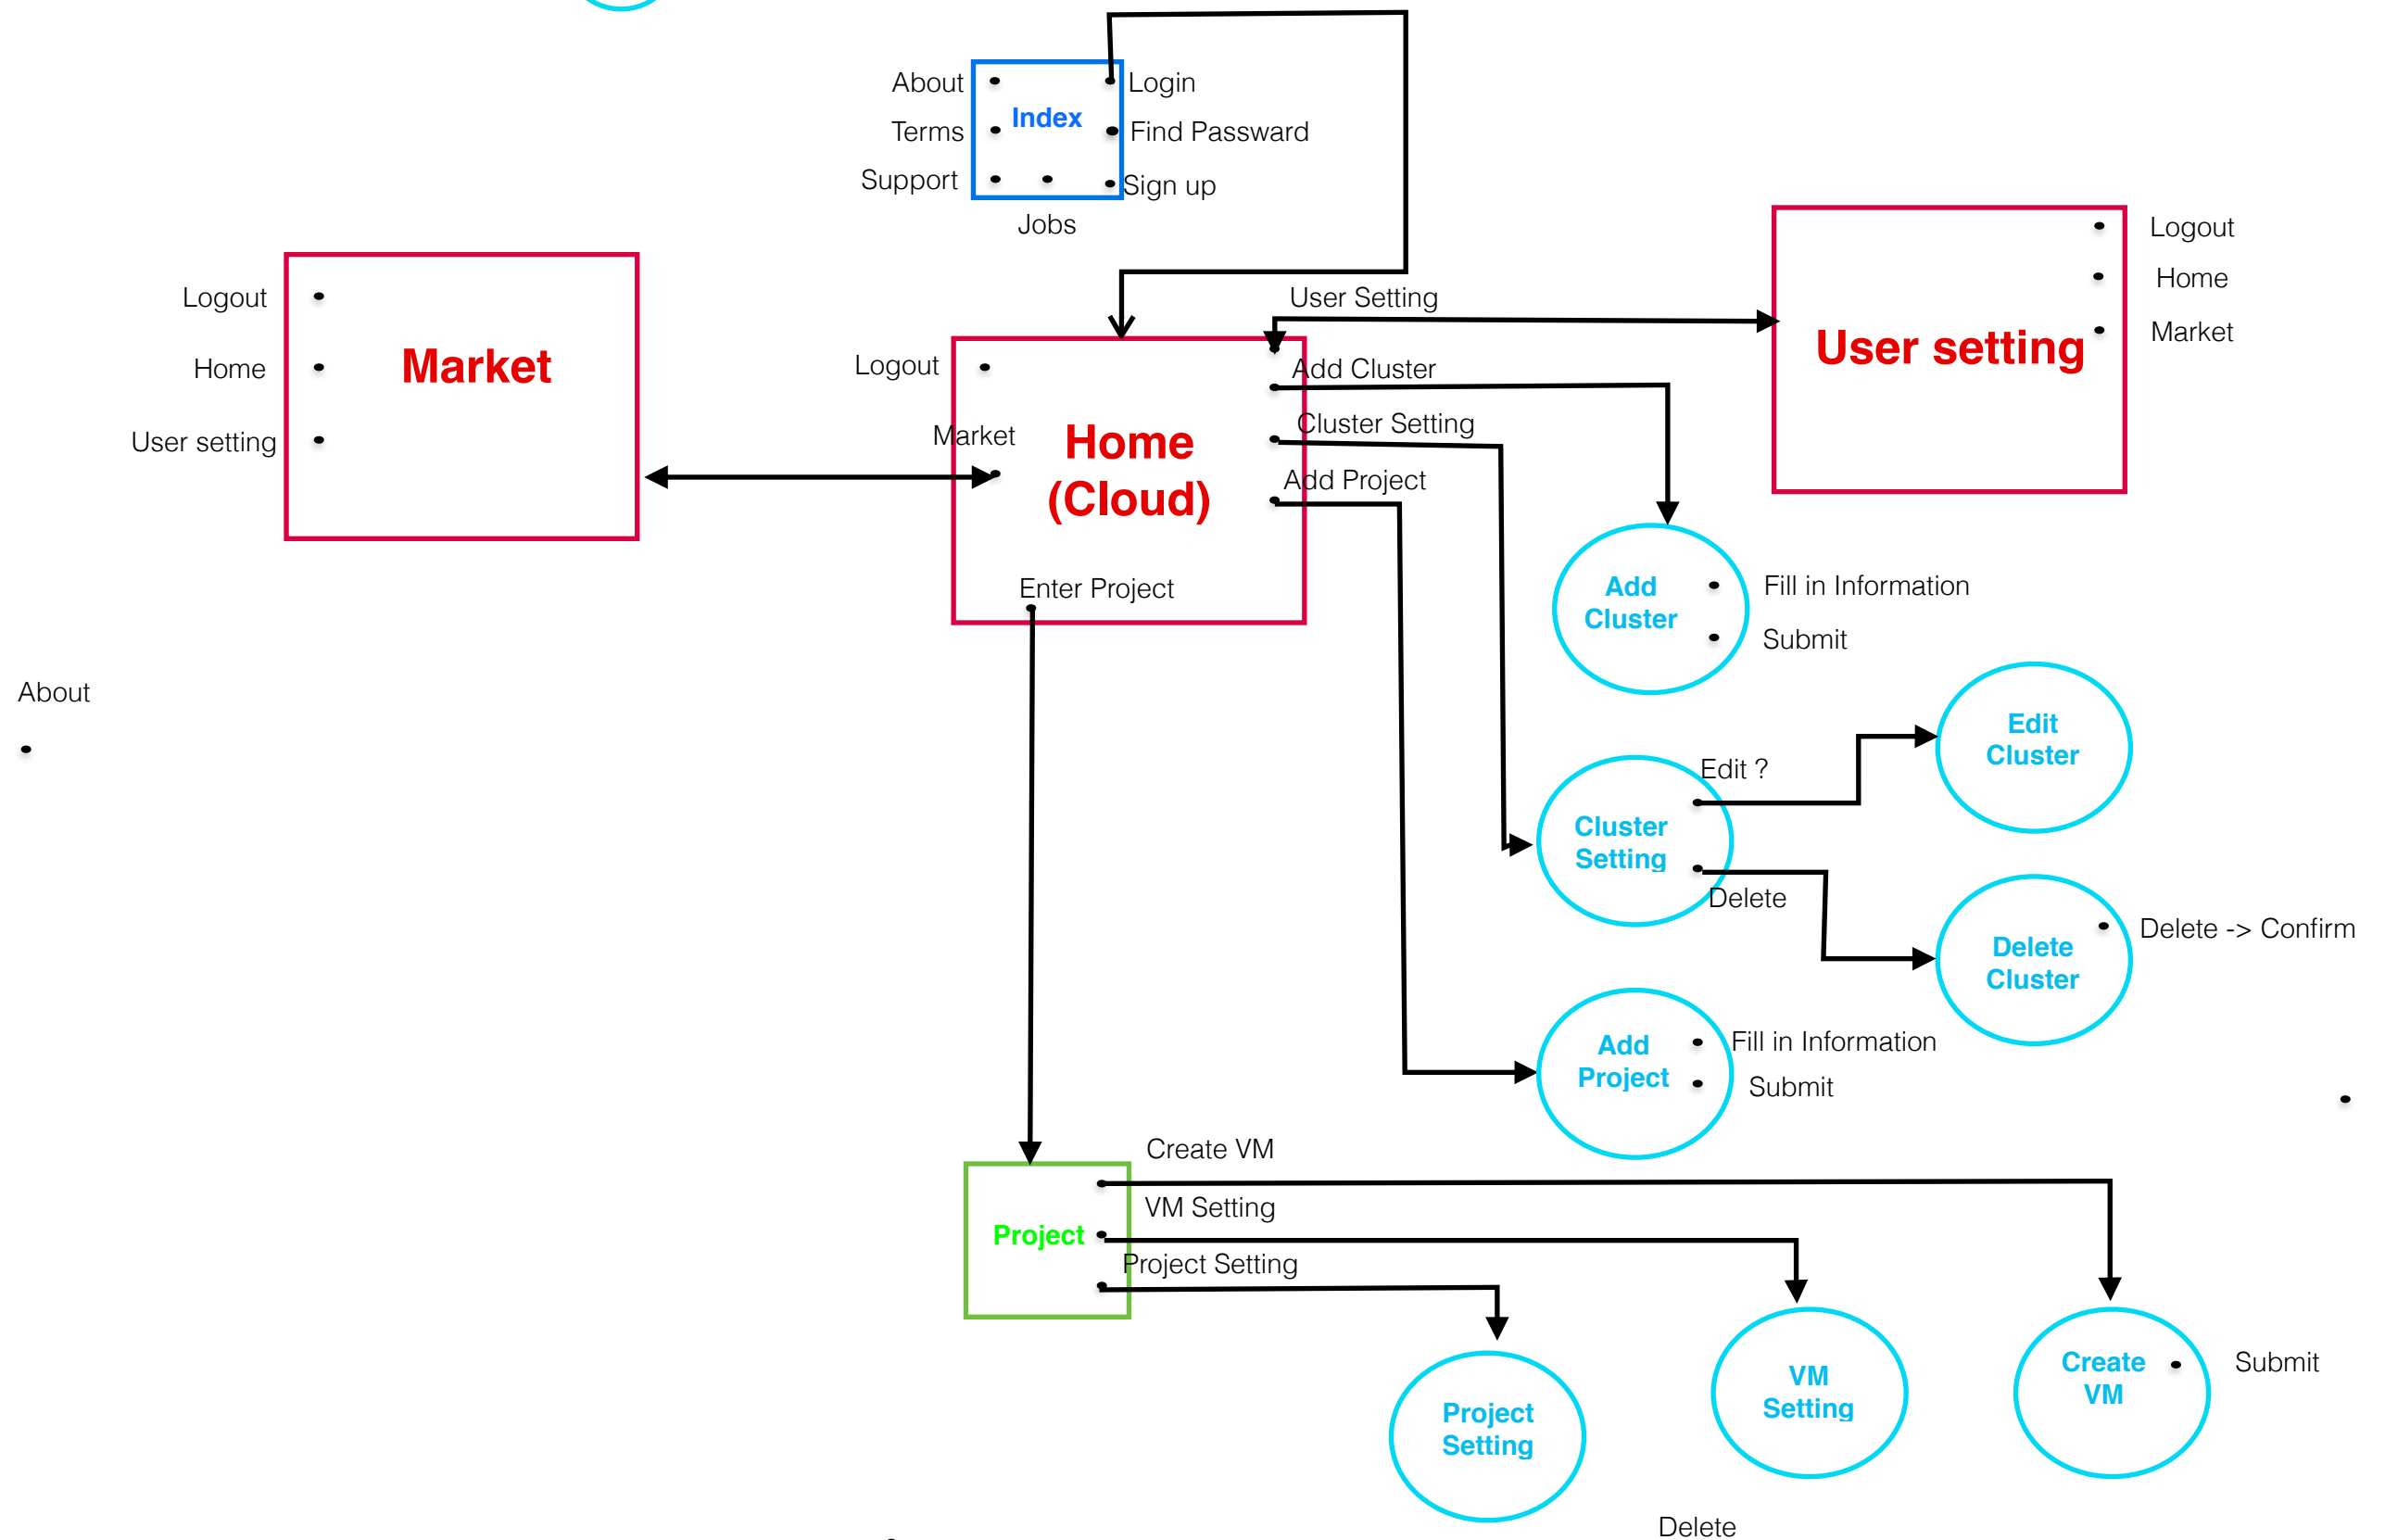 About
Login
Index
Terms
Find Passward
Support
Sign up
Jobs
Logout
Home
Market
User setting
Logout
Home
User setting
Market
User Setting
Logout
Add Cluster
Cluster Setting
Market
Home
(Cloud)
Add Project
Enter Project
Add
Cluster
Fill in Information
Submit
About
Edit
Cluster
Edit ?
Cluster
Setting
Delete
Delete
Cluster
Delete -> Confirm
Add
Project
Fill in Information
Submit
Create VM
VM Setting
Project
Project Setting
Project
Setting
VM
Setting
Create
VM
Submit
Delete